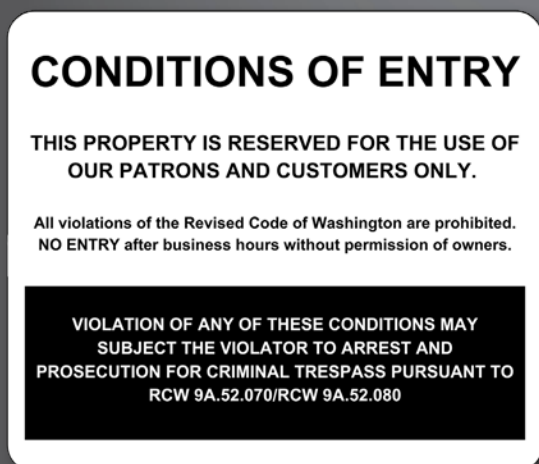 CONDITIONS OF ENTRY
THIS PROPERTY IS RESERVED FOR THE USE OF
OUR PATRONS AND CUSTOMERS ONLY.
All violations of the Revised Code of Washington are prohibited.
NO ENTRY after business hours without permission of owners.
VIOLATION OF ANY OF THESE CONDITIONS MAY
SUBJECT THE VIOLATOR TO ARREST AND
PROSECUTION FOR CRIMINAL TRESPASS PURSUANT TO
RCW 9A.52.070/RCW 9A.52.080